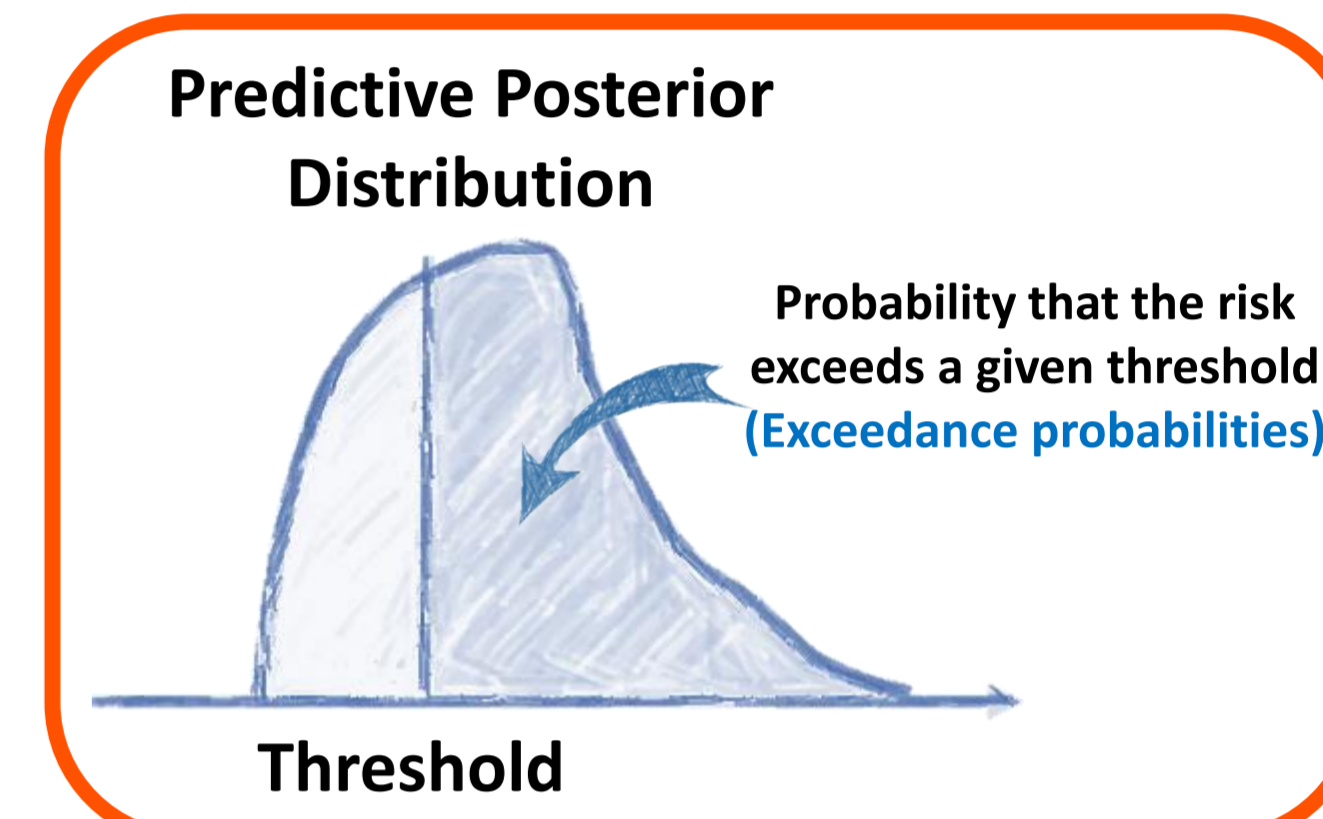 Predictive Posterior
Distribution
Probability that the risk
exceeds a given threshold
(Exceedance probabilities)
Threshold